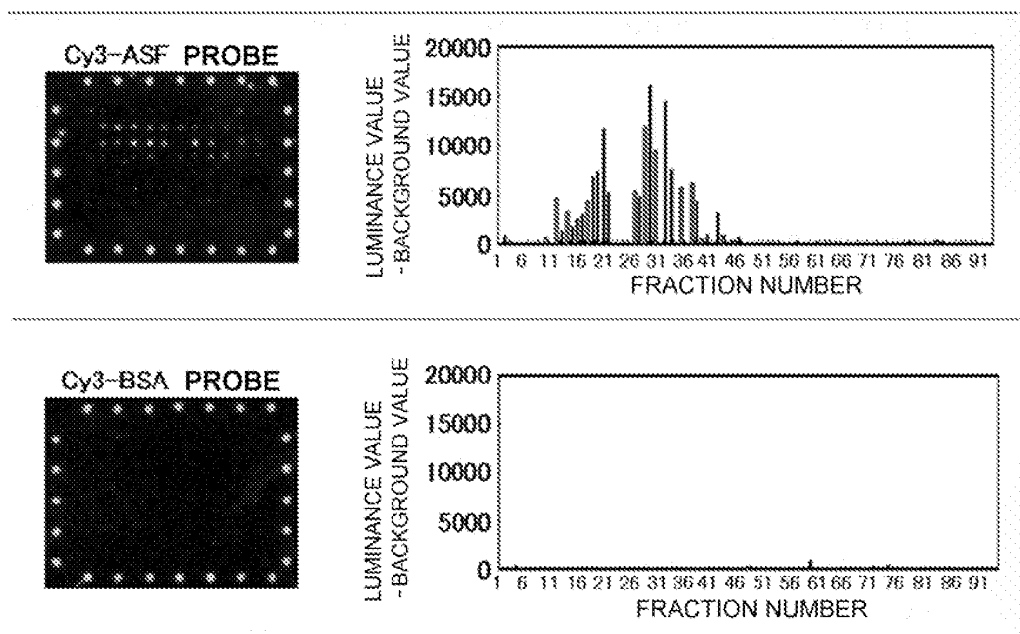 Cy3-ASF PROBE
LUMINANCE VALUE
- BACKGROUND VALUE
20000
15000
10000
5000
0
1 6 11 16 21 26 31 36 41 46 51 56 61 66 71 76 81 86 91
FRACTION NUMBER
Cy3-BSA PROBE
LUMINANCE VALUE
- BACKGROUND VALUE
20000
15000
10000
5000
0
1 6 11 16 21 26 31 36 41 46 51 56 61 66 71 76 81 86 91
FRACTION NUMBER